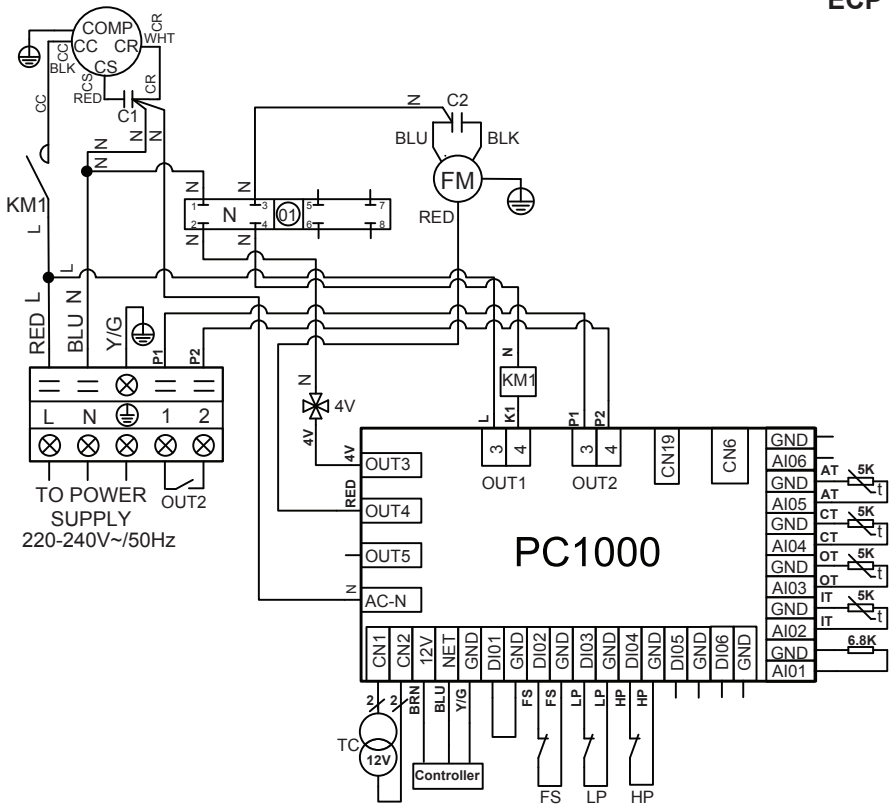 ECP
COMP
CC
CR
CS
CR
WHT
CC
BLK
CS
RED
CR
C1
CC
N
N
N
N
N
C2
BLU
BLK
FM
RED
KM1
L
N
N
1
2
N
3
4
01
5
6
7
8
N
N
L
RED L
BLU N
Y/G
P1
P2
L N 1 2
TO POWER
SUPPLY
220-240V~/50Hz
OUT2
N
4V
4V
N
KM1
L
K1
P1
P2
3 4
OUT1
3 4
OUT2
CN19
CN6
4V
OUT3
RED
OUT4
OUT5
N
AC-N
PC1000
GND
AI06
GND
AI05
GND
AI04
GND
AI03
GND
AI02
GND
AI01
AT
AT
5K
t
CT
CT
5K
t
OT
OT
5K
t
IT
IT
5K
t
6.8K
CN1
CN2
12V
NET
GND
DI01
GND
DI02
GND
DI03
GND
DI04
GND
DI05
GND
DI06
GND
2
2
BRN
BLU
Y/G
FS
FS
LP
LP
HP
HP
TC
12V
Controller
FS
LP
HP